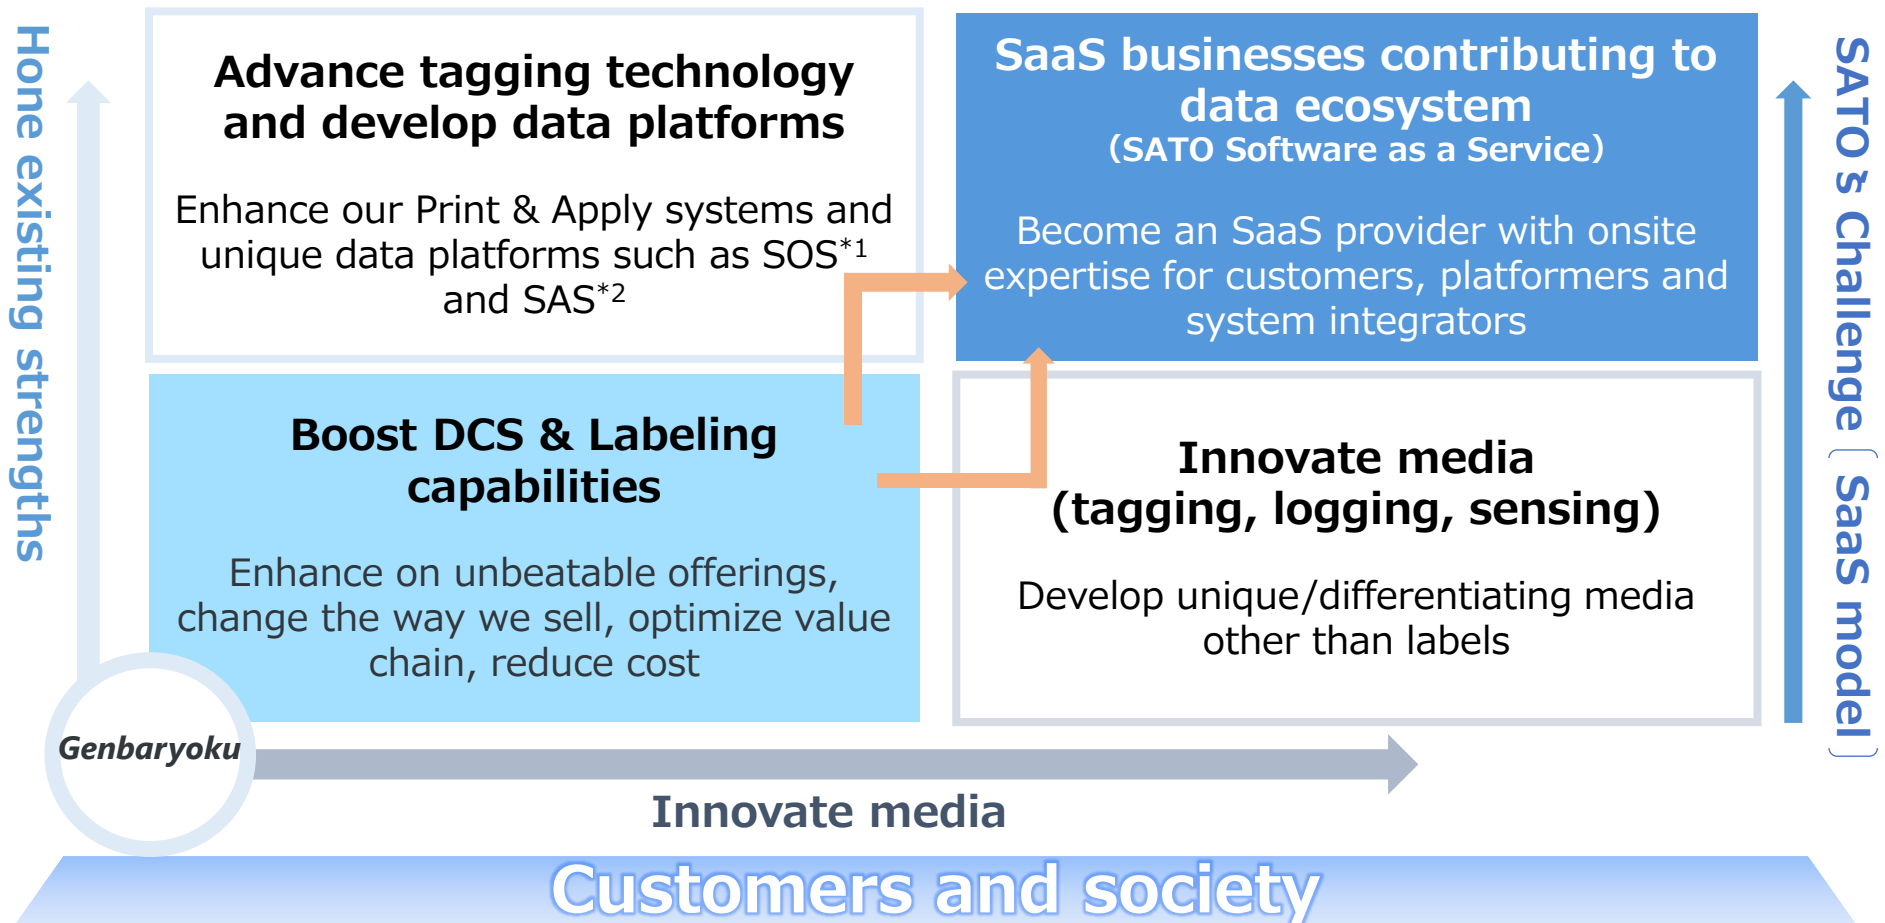 Hone existing strengths
Advance tagging technology
and develop data platforms
Enhance our Print & Apply systems and
unique data platforms such as SOS*1
and SAS*2
SaaS businesses contributing to
data ecosystem
(SATO Software as a Service)
Become an SaaS provider with onsite
expertise for customers, platformers and
system integrators
Boost DCS & Labeling
capabilities
Enhance on unbeatable offerings,
change the way we sell, optimize value
chain, reduce cost
Innovate media
(tagging, logging, sensing)
Develop unique/differentiating media
other than labels
SATO's Challenge [SaaS model]
Genbaryoku
Innovate media
Customers and society